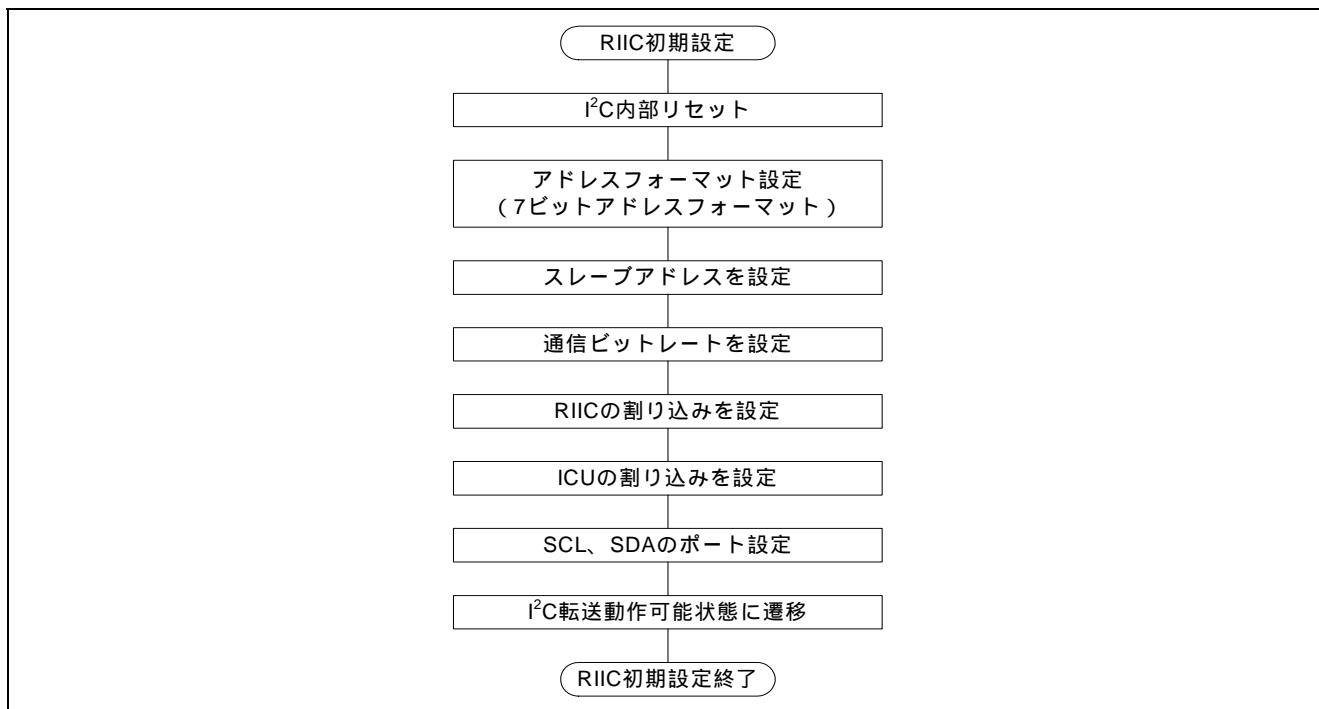 RIIC初期設定
I²C内部リセット
アドレスフォーマット設定
（7ビットアドレスフォーマット）
スレーブアドレスを設定
通信ビットレートを設定
RIICの割り込みを設定
ICUの割り込みを設定
SCL、SDAのポート設定
I²C転送動作可能状態に遷移
RIIC初期設定終了